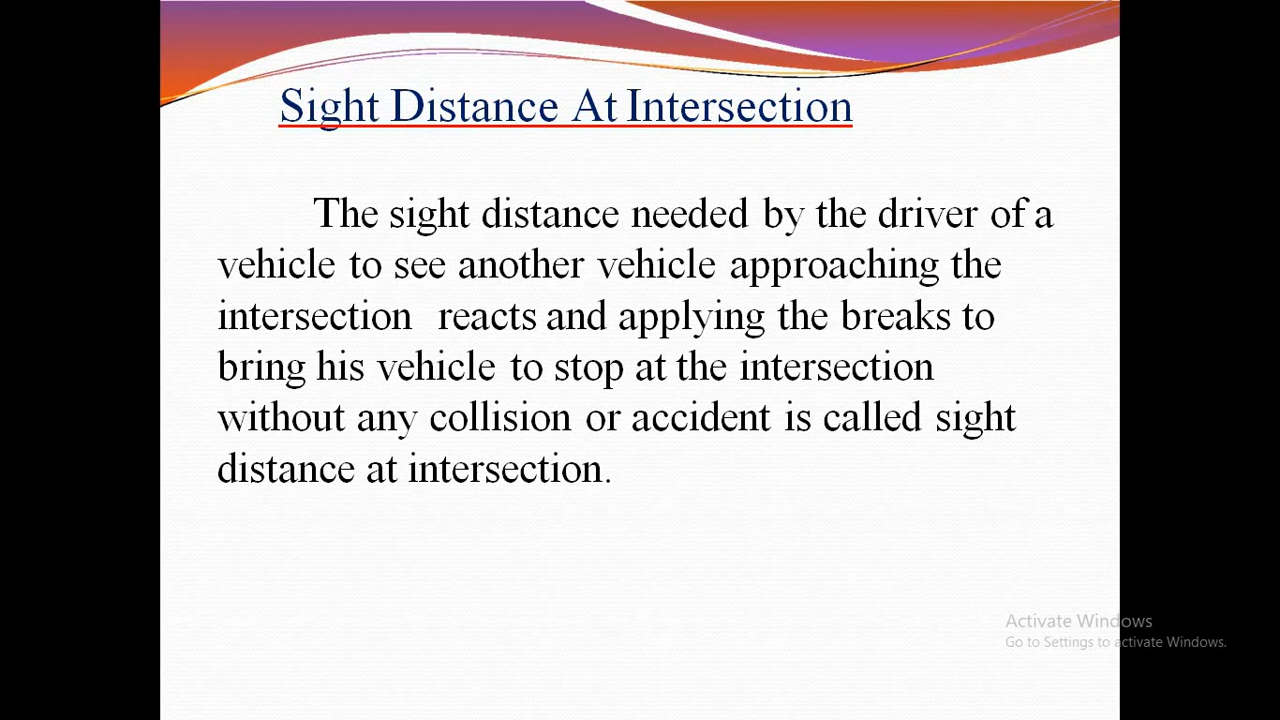 Sight Distance At Intersection
The sight distance needed by the driver of a
vehicle to see another vehicle approaching the
intersection reacts and applying the breaks to
bring his vehicle to stop at the intersection
without any collision or accident is called sight
distance at intersection.
Activate Windows
Go to Settings to activate Windows.